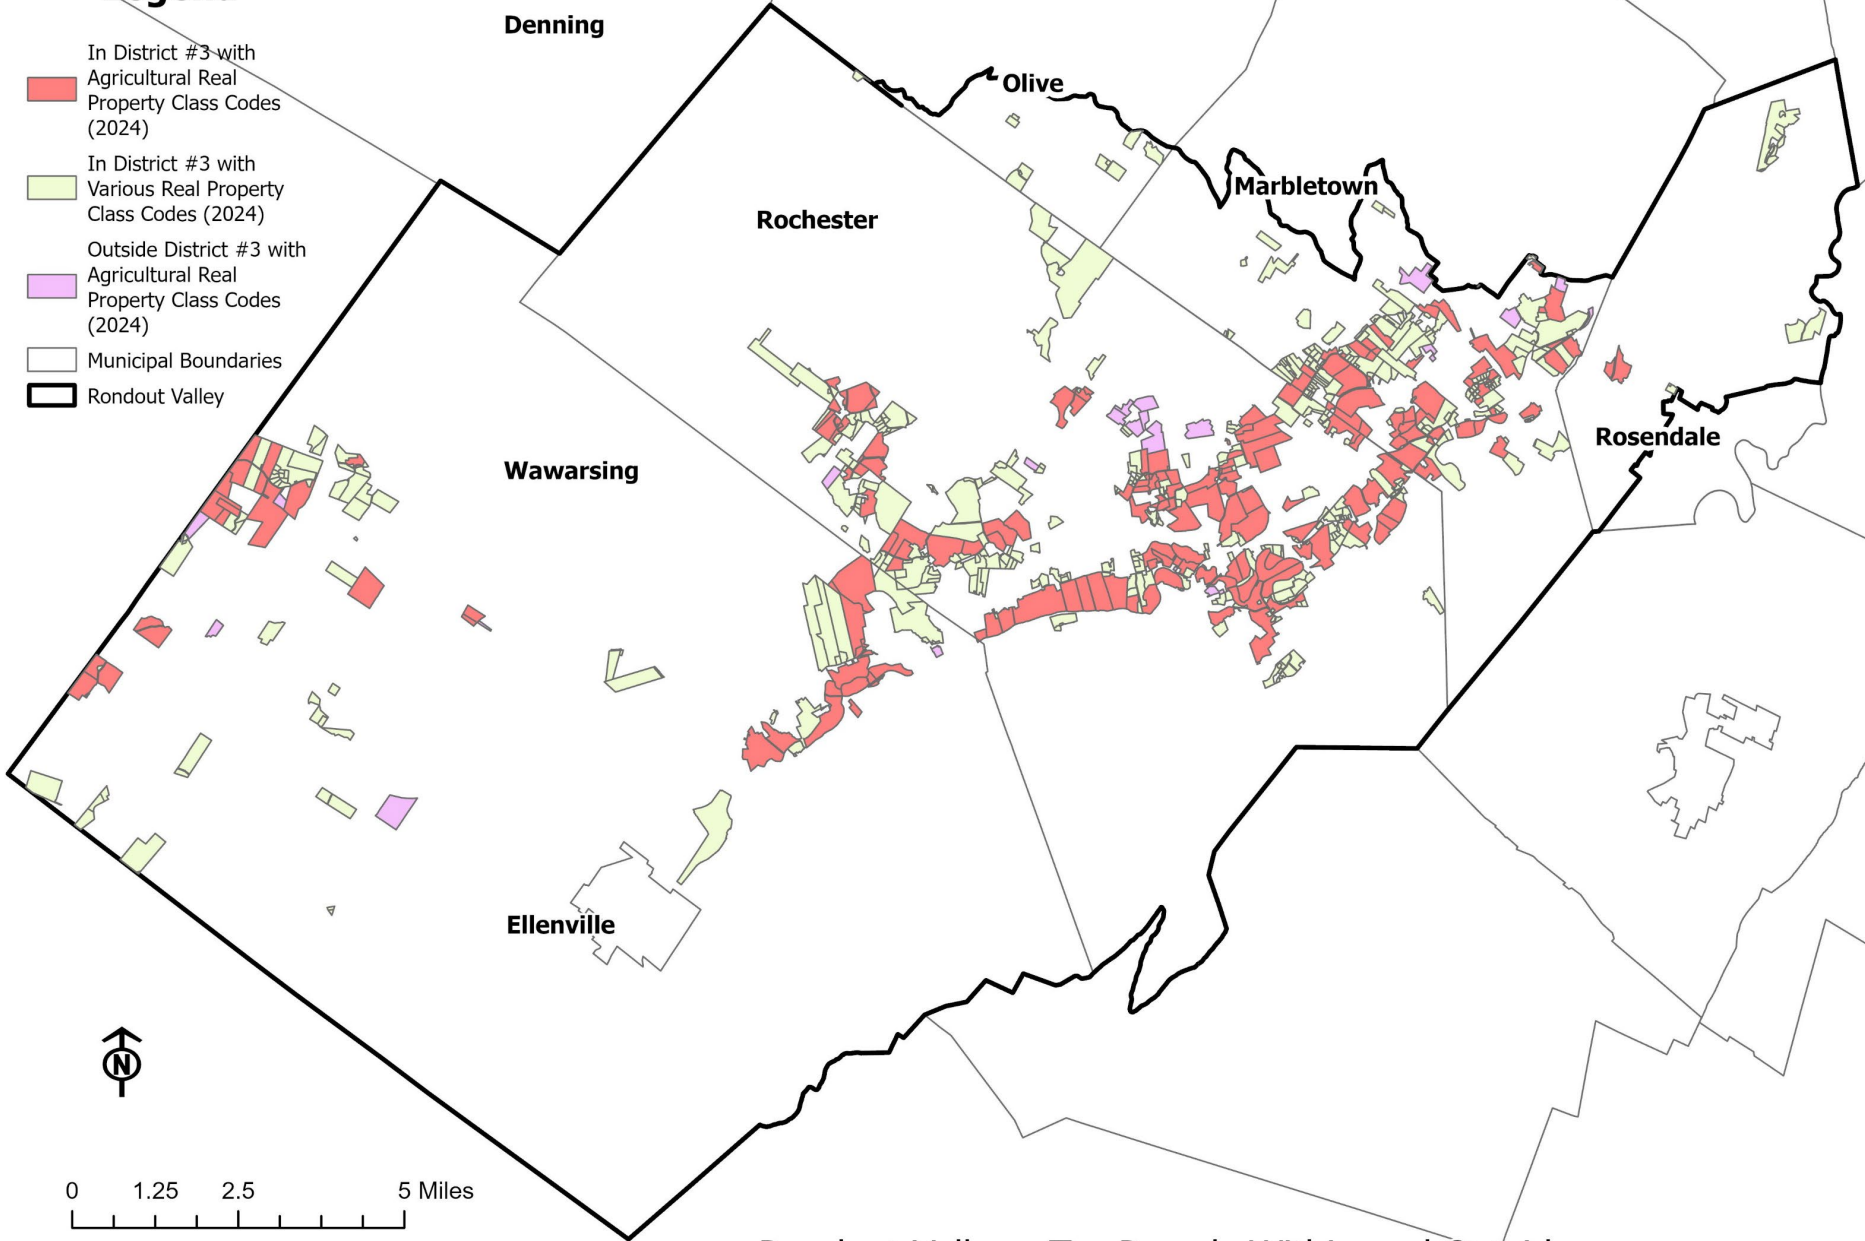 In District #3 with
Agricultural Real
Property Class Codes
(2024)
In District #3 with
Various Real Property
Class Codes (2024)
Outside District #3 with
Agricultural Real
Property Class Codes
(2024)
Municipal Boundaries
Rondout Valley
Denning
Olive
Marbletown
Rochester
Rosendale
Wawarsing
Ellenville
N
0 1.25 2.5 5 Miles